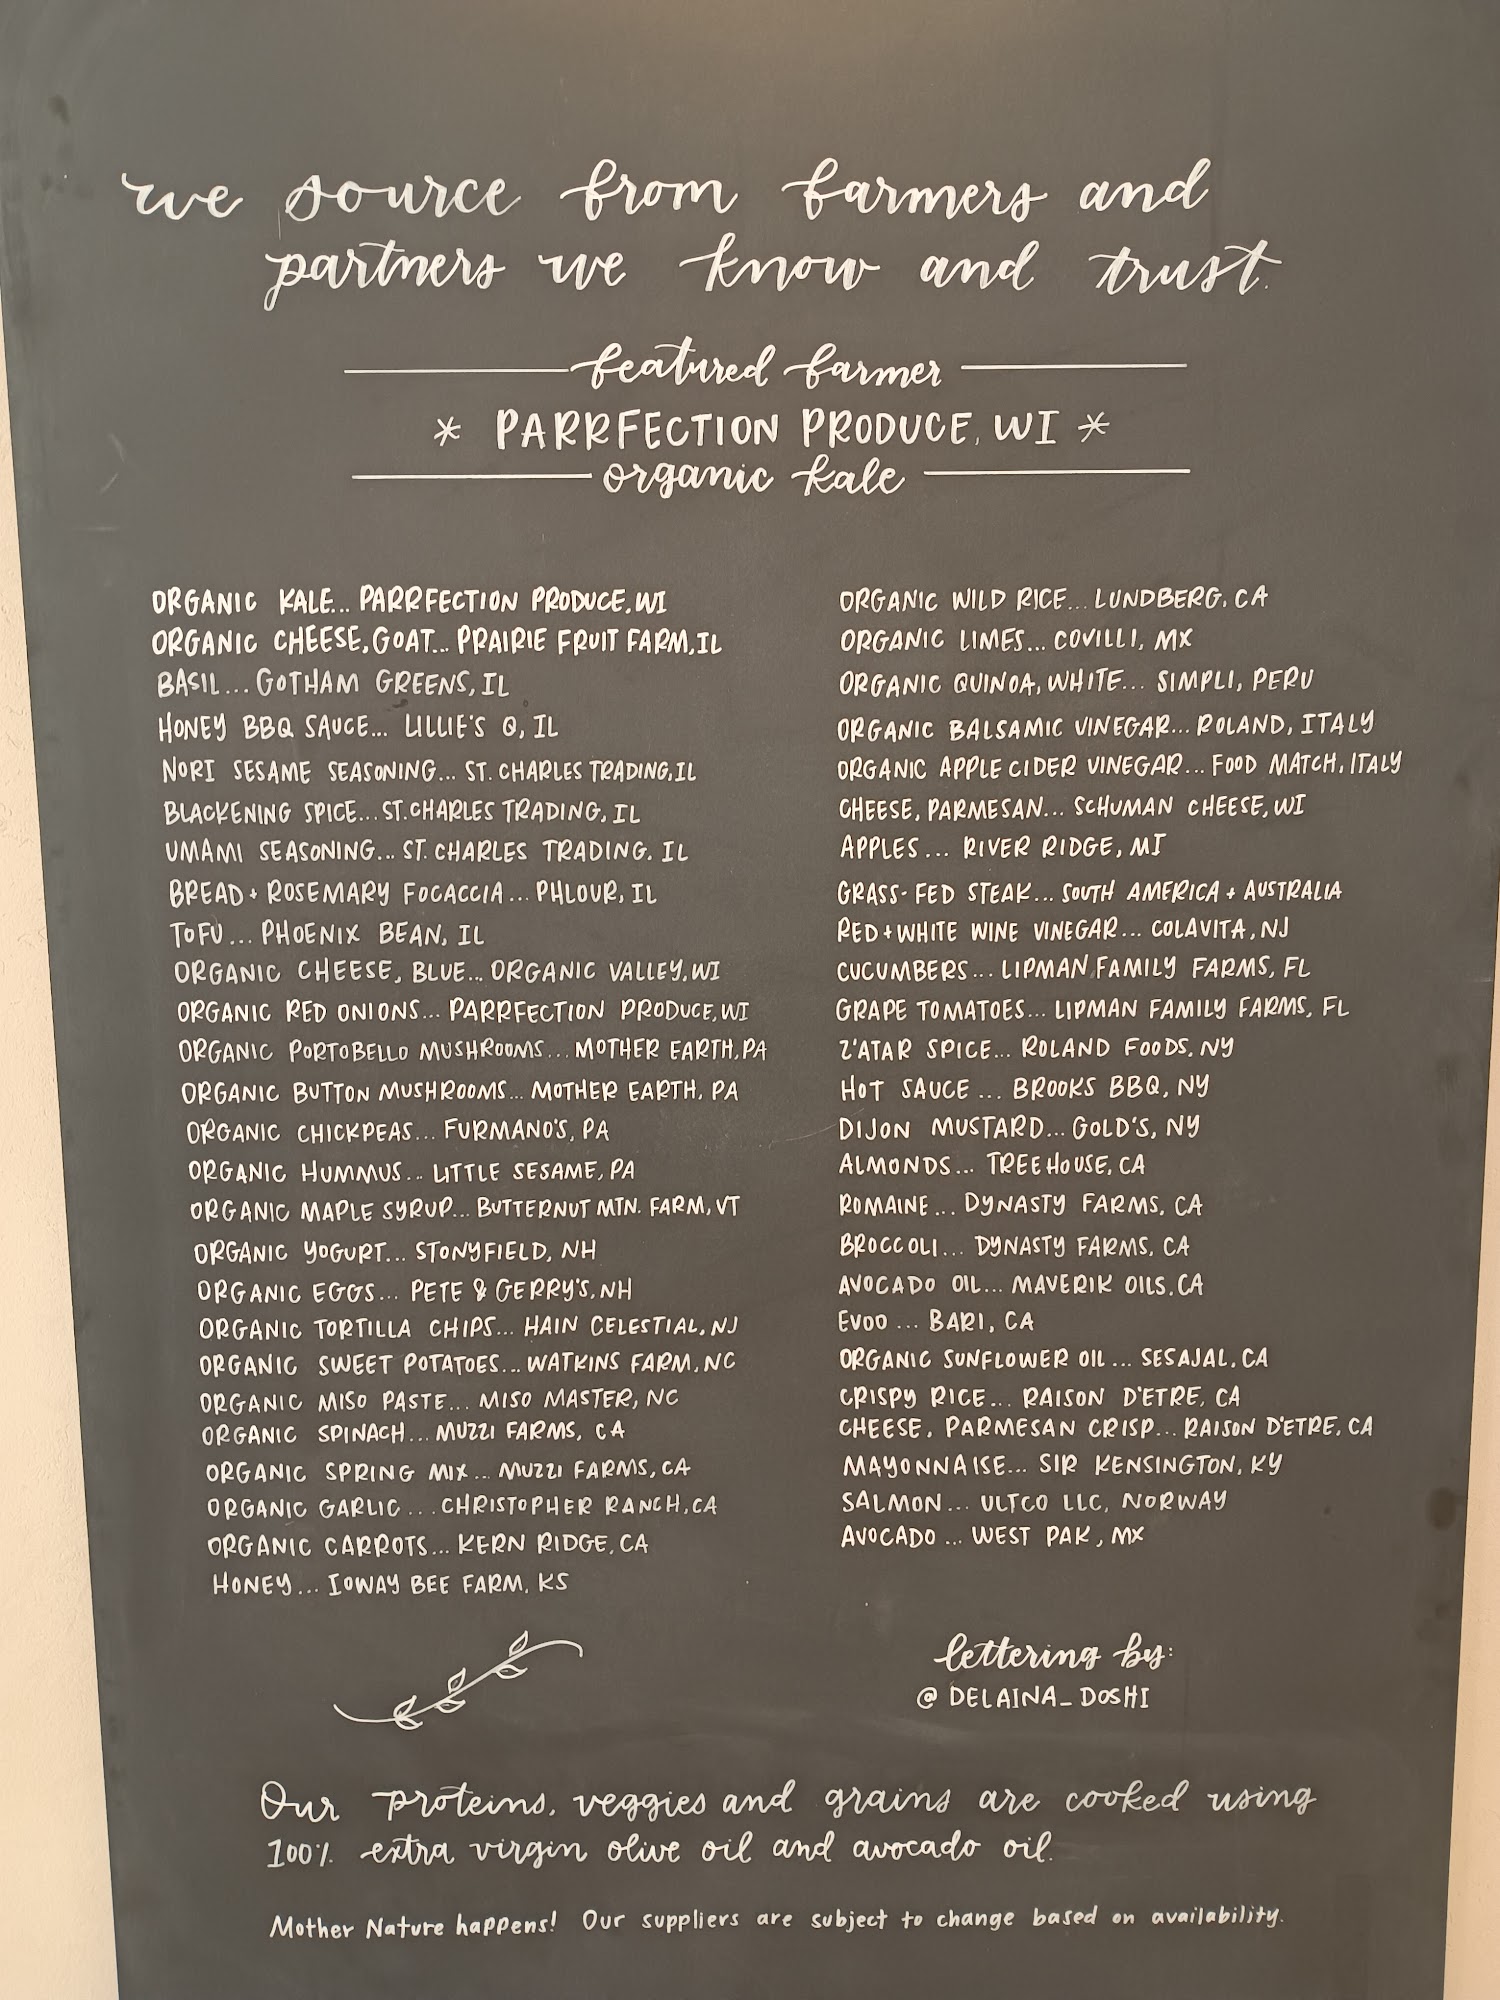 we source from farmers and
partners we know and trust.
featured farmer
* PARRFECTION PRODUCE, WI *
organic kale
ORGANIC KALE... PARRFECTION PRODUCE, WI
ORGANIC CHEESE, GOAT... PRAIRIE FRUIT FARM, IL
BASIL... GOTHAM GREENS, IL
HONEY BBQ SAUCE... LILLIE'S Q, IL
NORI SESAME SEASONING... ST. CHARLES TRADING, IL
BLACKENING SPICE... ST. CHARLES TRADING, IL
UMAMI SEASONING... ST. CHARLES TRADING, IL
BREAD + ROSEMARY FOCACCIA... PHLOUR, IL
TOFU... PHOENIX BEAN, IL
ORGANIC CHEESE, BLUE... ORGANIC VALLEY, WI
ORGANIC RED ONIONS... PARRFECTION PRODUCE, WI
ORGANIC PORTOBELLO MUSHROOMS... MOTHER EARTH, PA
ORGANIC BUTTON MUSHROOMS... MOTHER EARTH, PA
ORGANIC CHICKPEAS... FURMANO'S, PA
ORGANIC HUMMUS... LITTLE SESAME, PA
ORGANIC MAPLE SYRUP... BUTTERNUT MTN. FARM, VT
ORGANIC YOGURT... STONYFIELD, NH
ORGANIC EGGS... PETE & GERRY'S, NH
ORGANIC TORTILLA CHIPS... HAIN CELESTIAL, NJ
ORGANIC SWEET POTATOES... WATKINS FARM, NC
ORGANIC MISO PASTE... MISO MASTER, NC
ORGANIC SPINACH... MUZZI FARMS, CA
ORGANIC SPRING MIX... MUZZI FARMS, CA
ORGANIC GARLIC... CHRISTOPHER RANCH, CA
ORGANIC CARROTS... KERN RIDGE, CA
HONEY... IOWAY BEE FARM, KS
ORGANIC WILD RICE... LUNDBERG, CA
ORGANIC LIMES... COVILLI, MX
ORGANIC QUINOA, WHITE... SIMPLI, PERU
ORGANIC BALSAMIC VINEGAR... ROLAND, ITALY
ORGANIC APPLE CIDER VINEGAR... FOOD MATCH, ITALY
CHEESE, PARMESAN... SCHUMAN CHEESE, WI
APPLES... RIVER RIDGE, MI
GRASS-FED STEAK... SOUTH AMERICA + AUSTRALIA
RED + WHITE WINE VINEGAR... COLAVITA, NJ
CUCUMBERS... LIPMAN FAMILY FARMS, FL
GRAPE TOMATOES... LIPMAN FAMILY FARMS, FL
Z'ATAR SPICE... ROLAND FOODS, NY
HOT SAUCE... BROOKS BBQ, NY
DIJON MUSTARD... GOLD'S, NY
ALMONDS... TREEHOUSE, CA
ROMAINE... DYNASTY FARMS, CA
BROCCOLI... DYNASTY FARMS, CA
AVOCADO OIL... MAVERIK OILS, CA
EVOO... BARI, CA
ORGANIC SUNFLOWER OIL... SESAJAL, CA
CRISPY RICE... RAISON D'ETRE, CA
CHEESE, PARMESAN CRISP... RAISON D'ETRE, CA
MAYONNAISE... SIR KENSINGTON, KY
SALMON... ULTCO LLC, NORWAY
AVOCADO... WEST PAK, MX
lettering by:
@DELAINA_DOSHI
Our proteins, veggies and grains are cooked using
100% extra virgin olive oil and avocado oil.
Mother Nature happens! Our suppliers are subject to change based on availability.